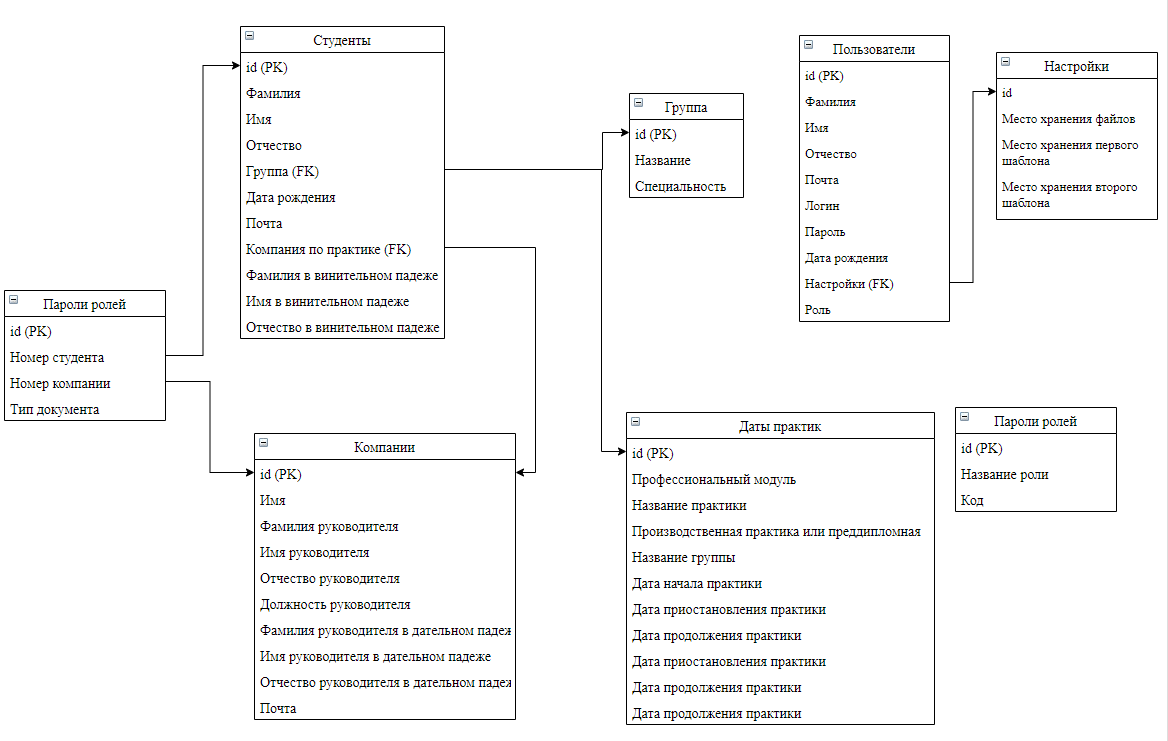 Студенты
id (PK)
Фамилия
Имя
Отчество
Группа (FK)
Дата рождения
Почта
Компания по практике (FK)
Фамилия в винительном падеже
Имя в винительном падеже
Отчество в винительном падеже
Группа
id (PK)
Название
Специальность
Пользователи
id (PK)
Фамилия
Имя
Отчество
Почта
Логин
Пароль
Дата рождения
Настройки (FK)
Роль
Настройки
id
Место хранения файлов
Место хранения первого
шаблона
Место хранения второго
шаблона
Пароли ролей
id (PK)
Номер студента
Номер компании
Тип документа
Компании
id (PK)
Имя
Фамилия руководителя
Имя руководителя
Отчество руководителя
Должность руководителя
Фамилия руководителя в дательном падеж
Имя руководителя в дательном падеже
Отчество руководителя в дательном падеж
Почта
Даты практик
id (PK)
Профессиональный модуль
Название практики
Производственная практика или преддипломная
Название группы
Дата начала практики
Дата приостановления практики
Дата продолжения практики
Дата приостановления практики
Дата продолжения практики
Дата продолжения практики
Пароли ролей
id (PK)
Название роли
Код